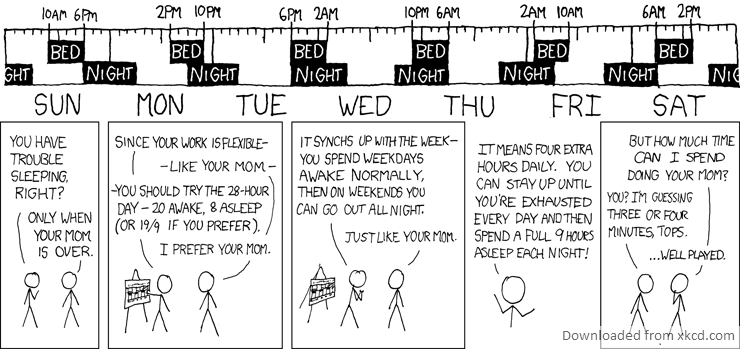 10AM 6PM 2PM 10PM 6PM 2AM 10PM 6AM 2AM 10AM 6AM 2PM
BED BED BED BED BED BED
GHT NIGHT NIGHT NIGHT NIGHT NIGHT NIGHT NI
SUN MON TUE WED THU FRI SAT
YOU HAVE
TROUBLE
SLEEPING,
RIGHT?
ONLY WHEN
YOUR MOM
IS OVER.
SINCE YOUR WORK IS FLEXIBLE-
-LIKE YOUR MOM-
-YOU SHOULD TRY THE 28-HOUR
DAY-20 AWAKE, 8 ASLEEP
(OR 19/9 IF YOU PREFER).
I PREFER YOUR MOM.
IT SYNCHS UP WITH THE WEEK-
YOU SPEND WEEKDAYS
AWAKE NORMALLY,
THEN ON WEEKENDS YOU
CAN GO OUT ALL NIGHT.
JUST LIKE YOUR MOM.
IT MEANS FOUR EXTRA
HOURS DAILY. YOU
CAN STAY UP UNTIL
YOU'RE EXHAUSTED
EVERY DAY AND THEN
SPEND A FULL 9 HOURS
ASLEEP EACH NIGHT!
BUT HOW MUCH TIME
CAN I SPEND
DOING YOUR MOM?
YOU? I'M GUESSING
THREE OR FOUR
MINUTES, TOPS.
...WELL PLAYED.
Downloaded from xkcd.com